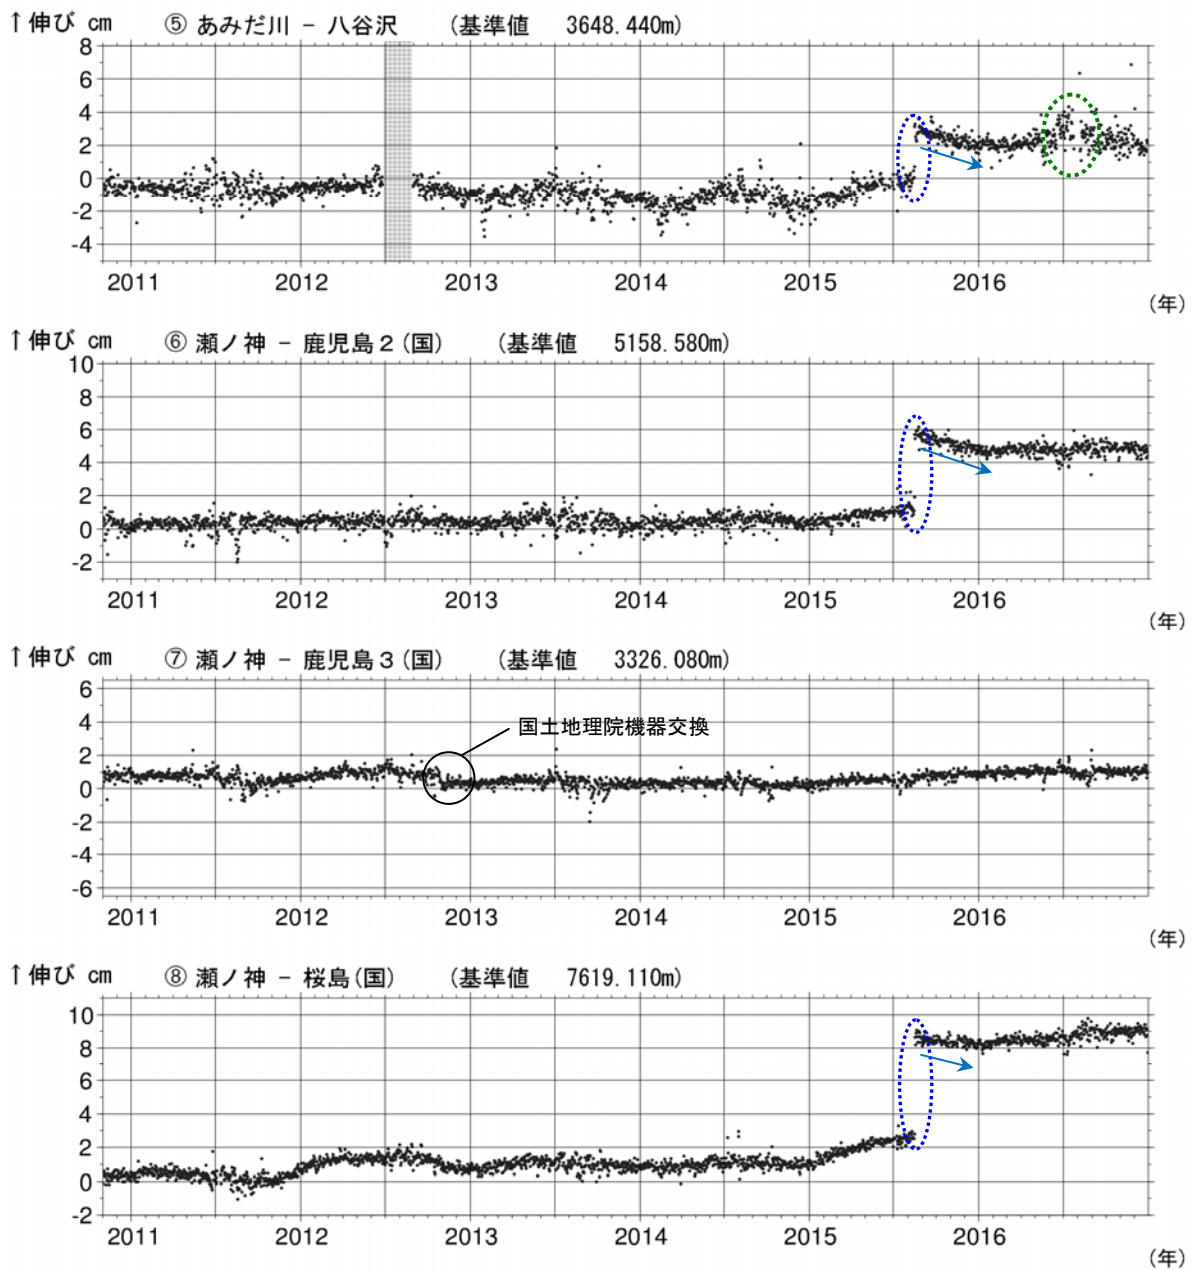 ↑伸び cm ⑤ あみだ川 － 八谷沢 (基準値 3648.440m)
8
6
4
2
0
-2
-4
2011 2012 2013 2014 2015 2016
(年)
↑伸び cm ⑥ 瀬ノ神 － 鹿児島２(国) (基準値 5158.580m)
10
8
6
4
2
0
-2
2011 2012 2013 2014 2015 2016
(年)
↑伸び cm ⑦ 瀬ノ神 － 鹿児島３(国) (基準値 3326.080m)
6
国土地理院機器交換
4
2
0
-2
-4
-6
2011 2012 2013 2014 2015 2016
(年)
↑伸び cm ⑧ 瀬ノ神 － 桜島(国) (基準値 7619.110m)
10
8
6
4
2
0
-2
2011 2012 2013 2014 2015 2016
(年)